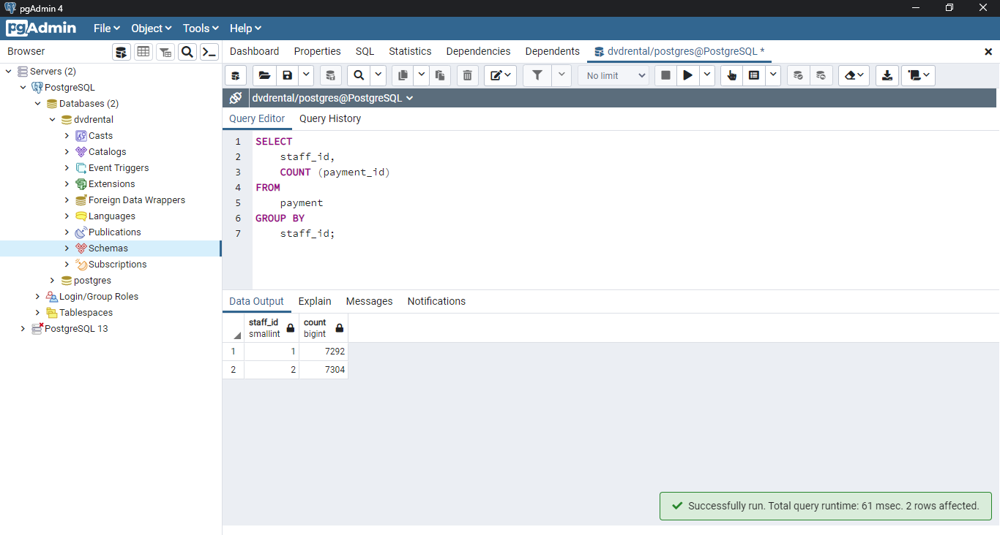 pgAdmin 4
pgAdmin File Object Tools Help
Browser
Dashboard Properties SQL Statistics Dependencies Dependents dvdrental/postgres@PostgreSQL *
No limit
Servers (2)
PostgreSQL
Databases (2)
dvdrental
Casts
Catalogs
Event Triggers
Extensions
Foreign Data Wrappers
Languages
Publications
Schemas
Subscriptions
postgres
Login/Group Roles
Tablespaces
PostgreSQL 13
dvdrental/postgres@PostgreSQL
Query Editor Query History
1 SELECT
2 staff_id,
3 COUNT (payment_id)
4 FROM
5 payment
6 GROUP BY
7 staff_id;
Data Output Explain Messages Notifications
staff_id count
smallint bigint
1 1 7292
2 2 7304
Successfully run. Total query runtime: 61 msec. 2 rows affected.